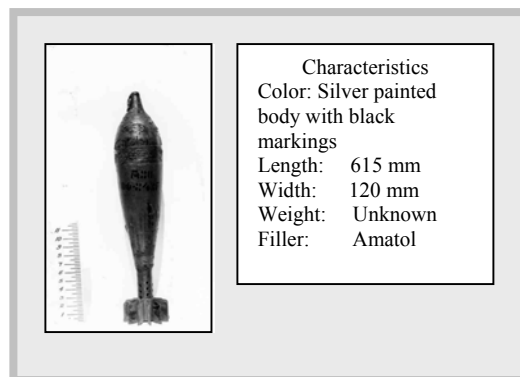 Characteristics
Color: Silver painted
body with black
markings
Length: 615 mm
Width: 120 mm
Weight: Unknown
Filler: Amatol